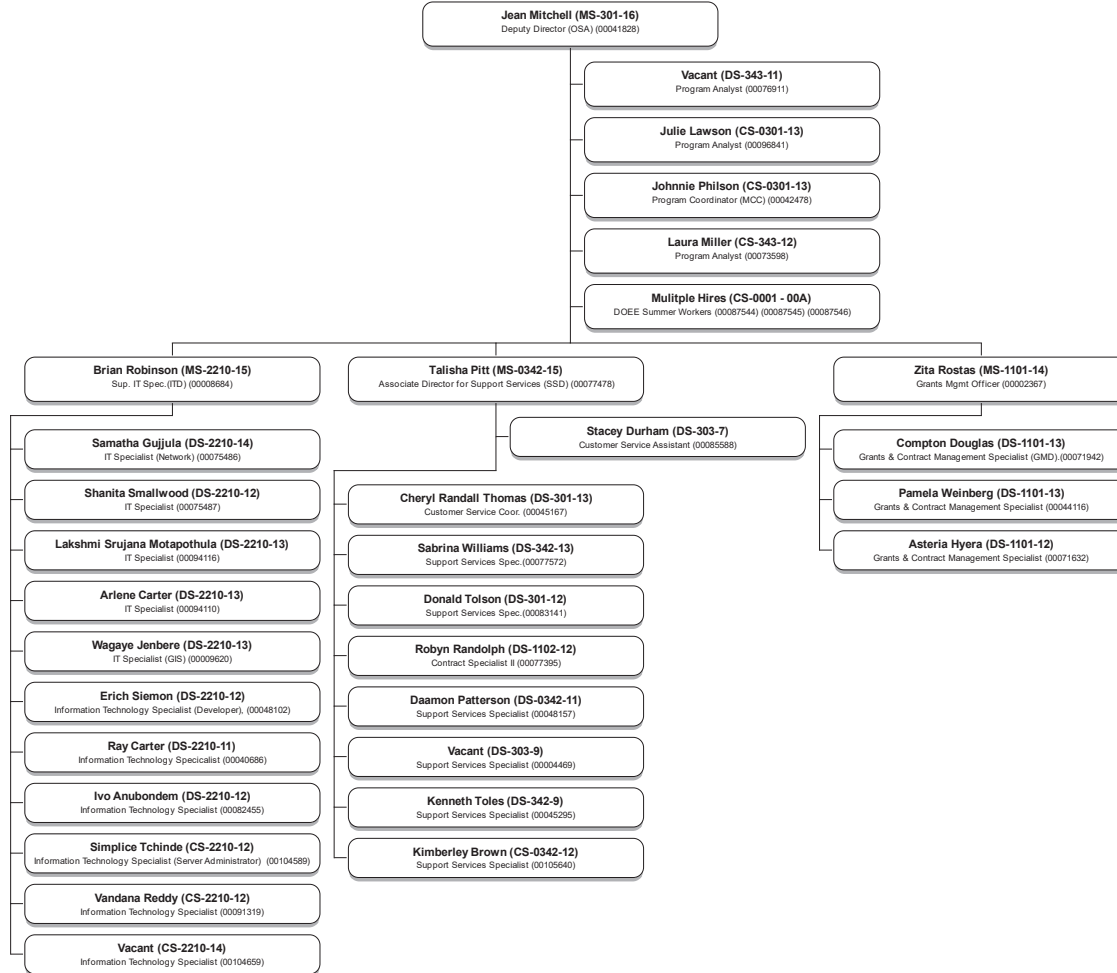 Jean Mitchell (MS-301-16)
Deputy Director (OSA) (00041828)
Vacant (DS-343-11)
Program Analyst (00076911)
Julie Lawson (CS-0301-13)
Program Analyst (00096841)
Johnnie Philson (CS-0301-13)
Program Coordinator (MCC) (00042478)
Laura Miller (CS-343-12)
Program Analyst (00073598)
Mulitple Hires (CS-0001 - 00A)
DOEE Summer Workers (00087544) (00087545) (00087546)
Brian Robinson (MS-2210-15)
Sup. IT Spec.(ITD) (00008684)
Samatha Gujjula (DS-2210-14)
IT Specialist (Network) (00075486)
Shanita Smallwood (DS-2210-12)
IT Specialist (00075487)
Lakshmi Srujana Motapothula (DS-2210-13)
IT Specialist (00094116)
Arlene Carter (DS-2210-13)
IT Specialist (00094110)
Wagaye Jenbere (DS-2210-13)
IT Specialist (GIS) (00009620)
Erich Siemon (DS-2210-12)
Information Technology Specialist (Developer), (00048102)
Ray Carter (DS-2210-11)
Information Technology Specicalist (00040686)
Ivo Anubondem (DS-2210-12)
Information Technology Specialist (00082455)
Simplice Tchinde (CS-2210-12)
Information Technology Specialist (Server Administrator) (00104589)
Vandana Reddy (CS-2210-12)
Information Technology Specialist (00091319)
Vacant (CS-2210-14)
Information Technology Specialist (00104659)
Talisha Pitt (MS-0342-15)
Associate Director for Support Services (SSD) (00077478)
Stacey Durham (DS-303-7)
Customer Service Assistant (00085588)
Cheryl Randall Thomas (DS-301-13)
Customer Service Coor. (00045167)
Sabrina Williams (DS-342-13)
Support Services Spec.(00077572)
Donald Tolson (DS-301-12)
Support Services Spec.(00083141)
Robyn Randolph (DS-1102-12)
Contract Specialist II (00077395)
Daamon Patterson (DS-0342-11)
Support Services Specialist (00048157)
Vacant (DS-303-9)
Support Services Specialist (00004469)
Kenneth Toles (DS-342-9)
Support Services Specialist (00045295)
Kimberley Brown (CS-0342-12)
Support Services Specialist (00105640)
Zita Rostas (MS-1101-14)
Grants Mgmt Officer (00002367)
Compton Douglas (DS-1101-13)
Grants & Contract Management Specialist (GMD).(00071942)
Pamela Weinberg (DS-1101-13)
Grants & Contract Management Specialist (00044116)
Asteria Hyera (DS-1101-12)
Grants & Contract Management Specialist (00071632)